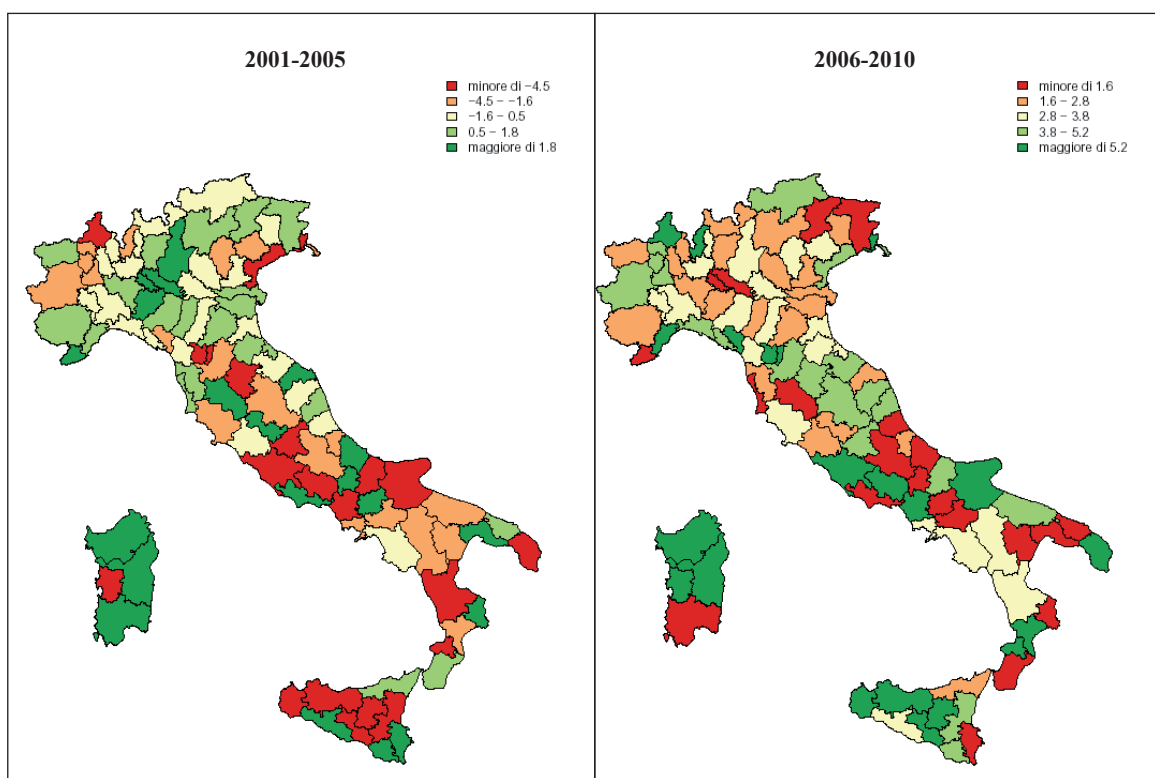 2001-2005
minore di −4.5
−4.5 − −1.6
−1.6 − 0.5
0.5 − 1.8
maggiore di 1.8
2006-2010
minore di 1.6
1.6 − 2.8
2.8 − 3.8
3.8 − 5.2
maggiore di 5.2